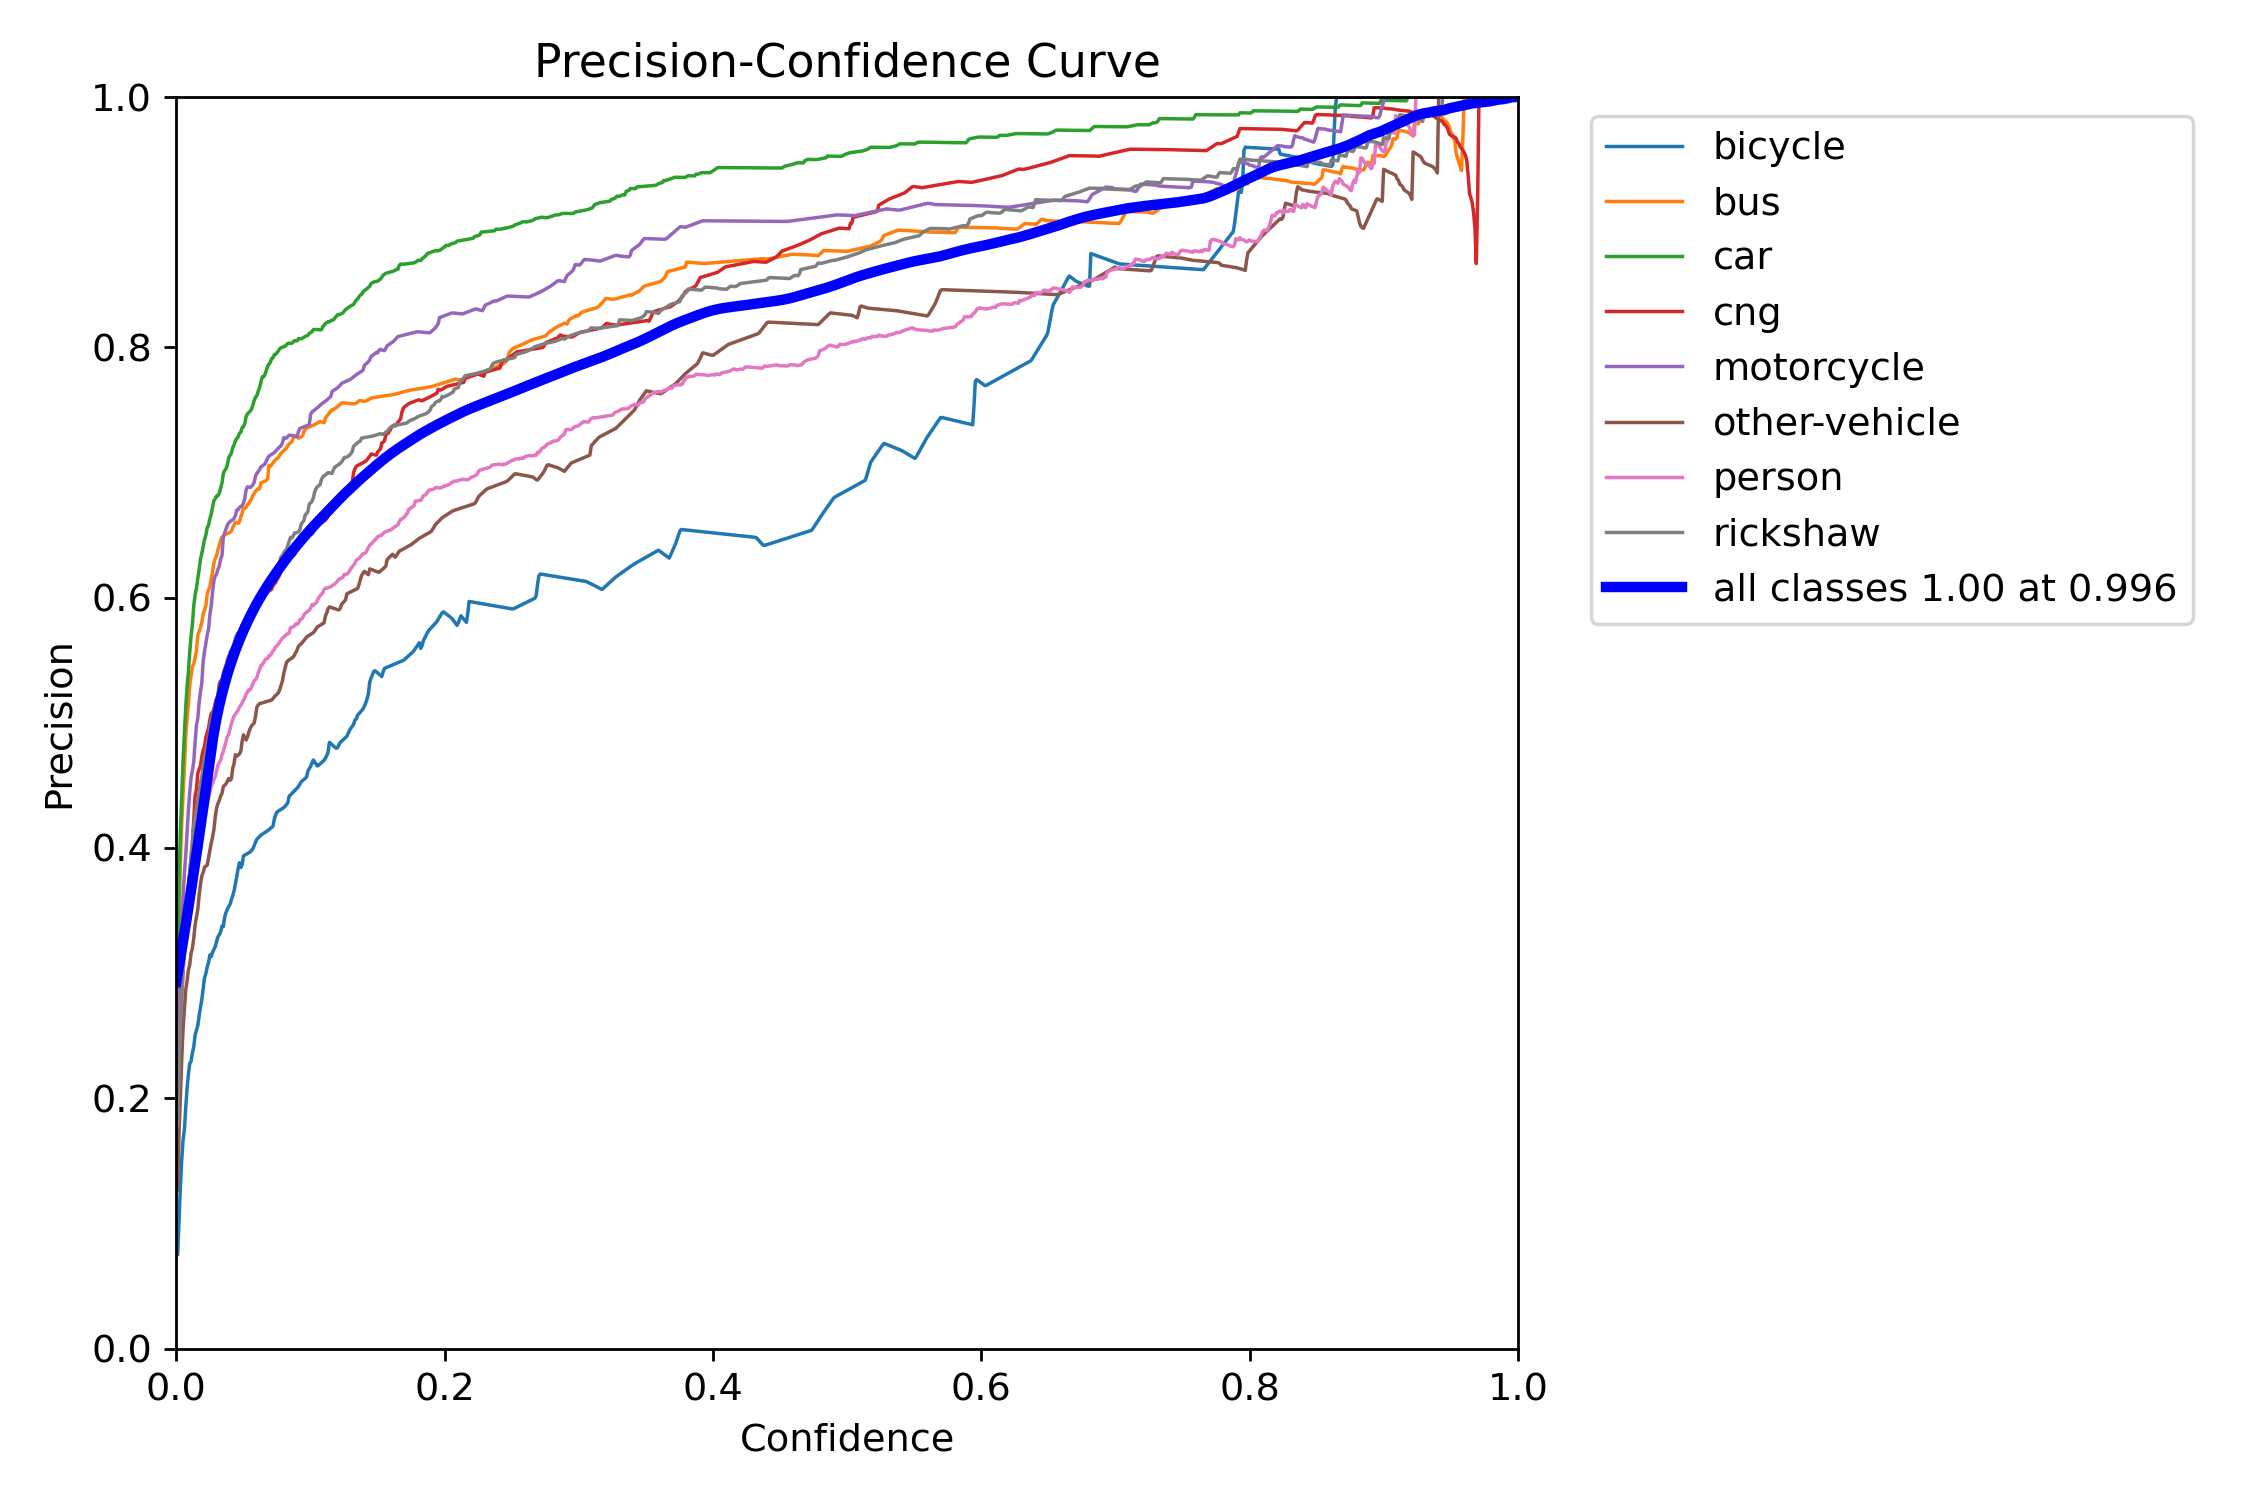 Precision-Confidence Curve
1.0
0.8
0.6
0.4
0.2
0.0
Precision
0.0 0.2 0.4 0.6 0.8 1.0
Confidence
bicycle
bus
car
cng
motorcycle
other-vehicle
person
rickshaw
all classes 1.00 at 0.996